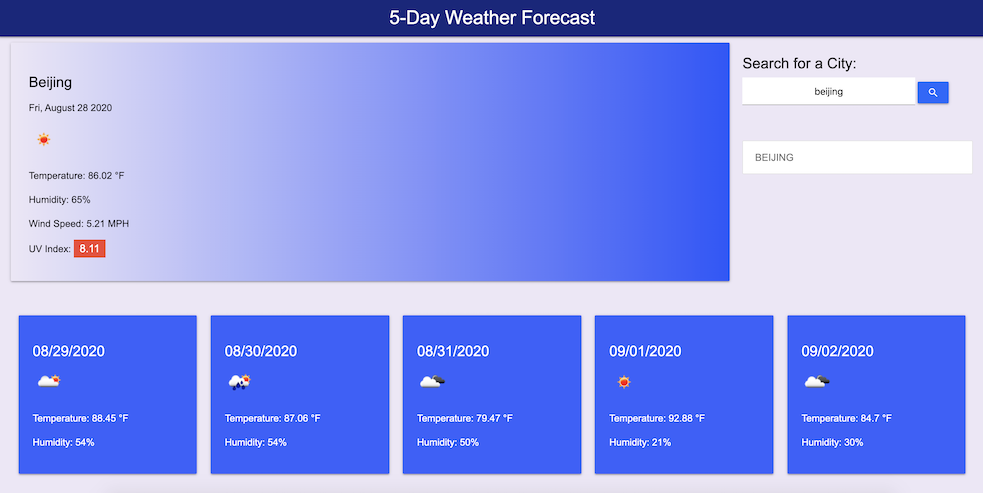 5-Day Weather Forecast
Beijing
Fri, August 28 2020
Temperature: 86.02 °F
Humidity: 65%
Wind Speed: 5.21 MPH
UV Index: 8.11
Search for a City:
beijing
BEIJING
08/29/2020
Temperature: 88.45 °F
Humidity: 54%
08/30/2020
Temperature: 87.06 °F
Humidity: 54%
08/31/2020
Temperature: 79.47 °F
Humidity: 50%
09/01/2020
Temperature: 92.88 °F
Humidity: 21%
09/02/2020
Temperature: 84.7 °F
Humidity: 30%